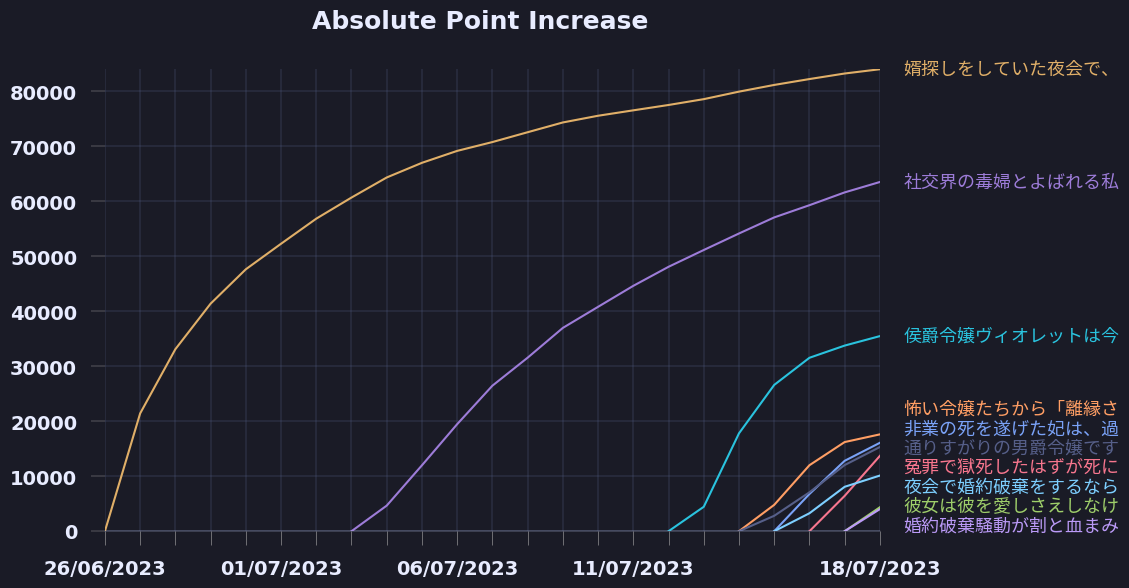 Absolute Point Increase
婿探しをしていた夜会で、
80000
70000
社交界の毒婦とよばれる私
60000
50000
40000
侯爵令嬢ヴィオレットは今
30000
怖い令嬢たちから「離縁さ
20000
非業の死を遂げた妃は、過
通りすがりの男爵令嬢です
冤罪で獄死したはずが死に
10000
夜会で婚約破棄をするなら
彼女は彼を愛しさえしなけ
婚約破棄騒動が割と血まみ
0
26/06/2023 01/07/2023 06/07/2023 11/07/2023 18/07/2023